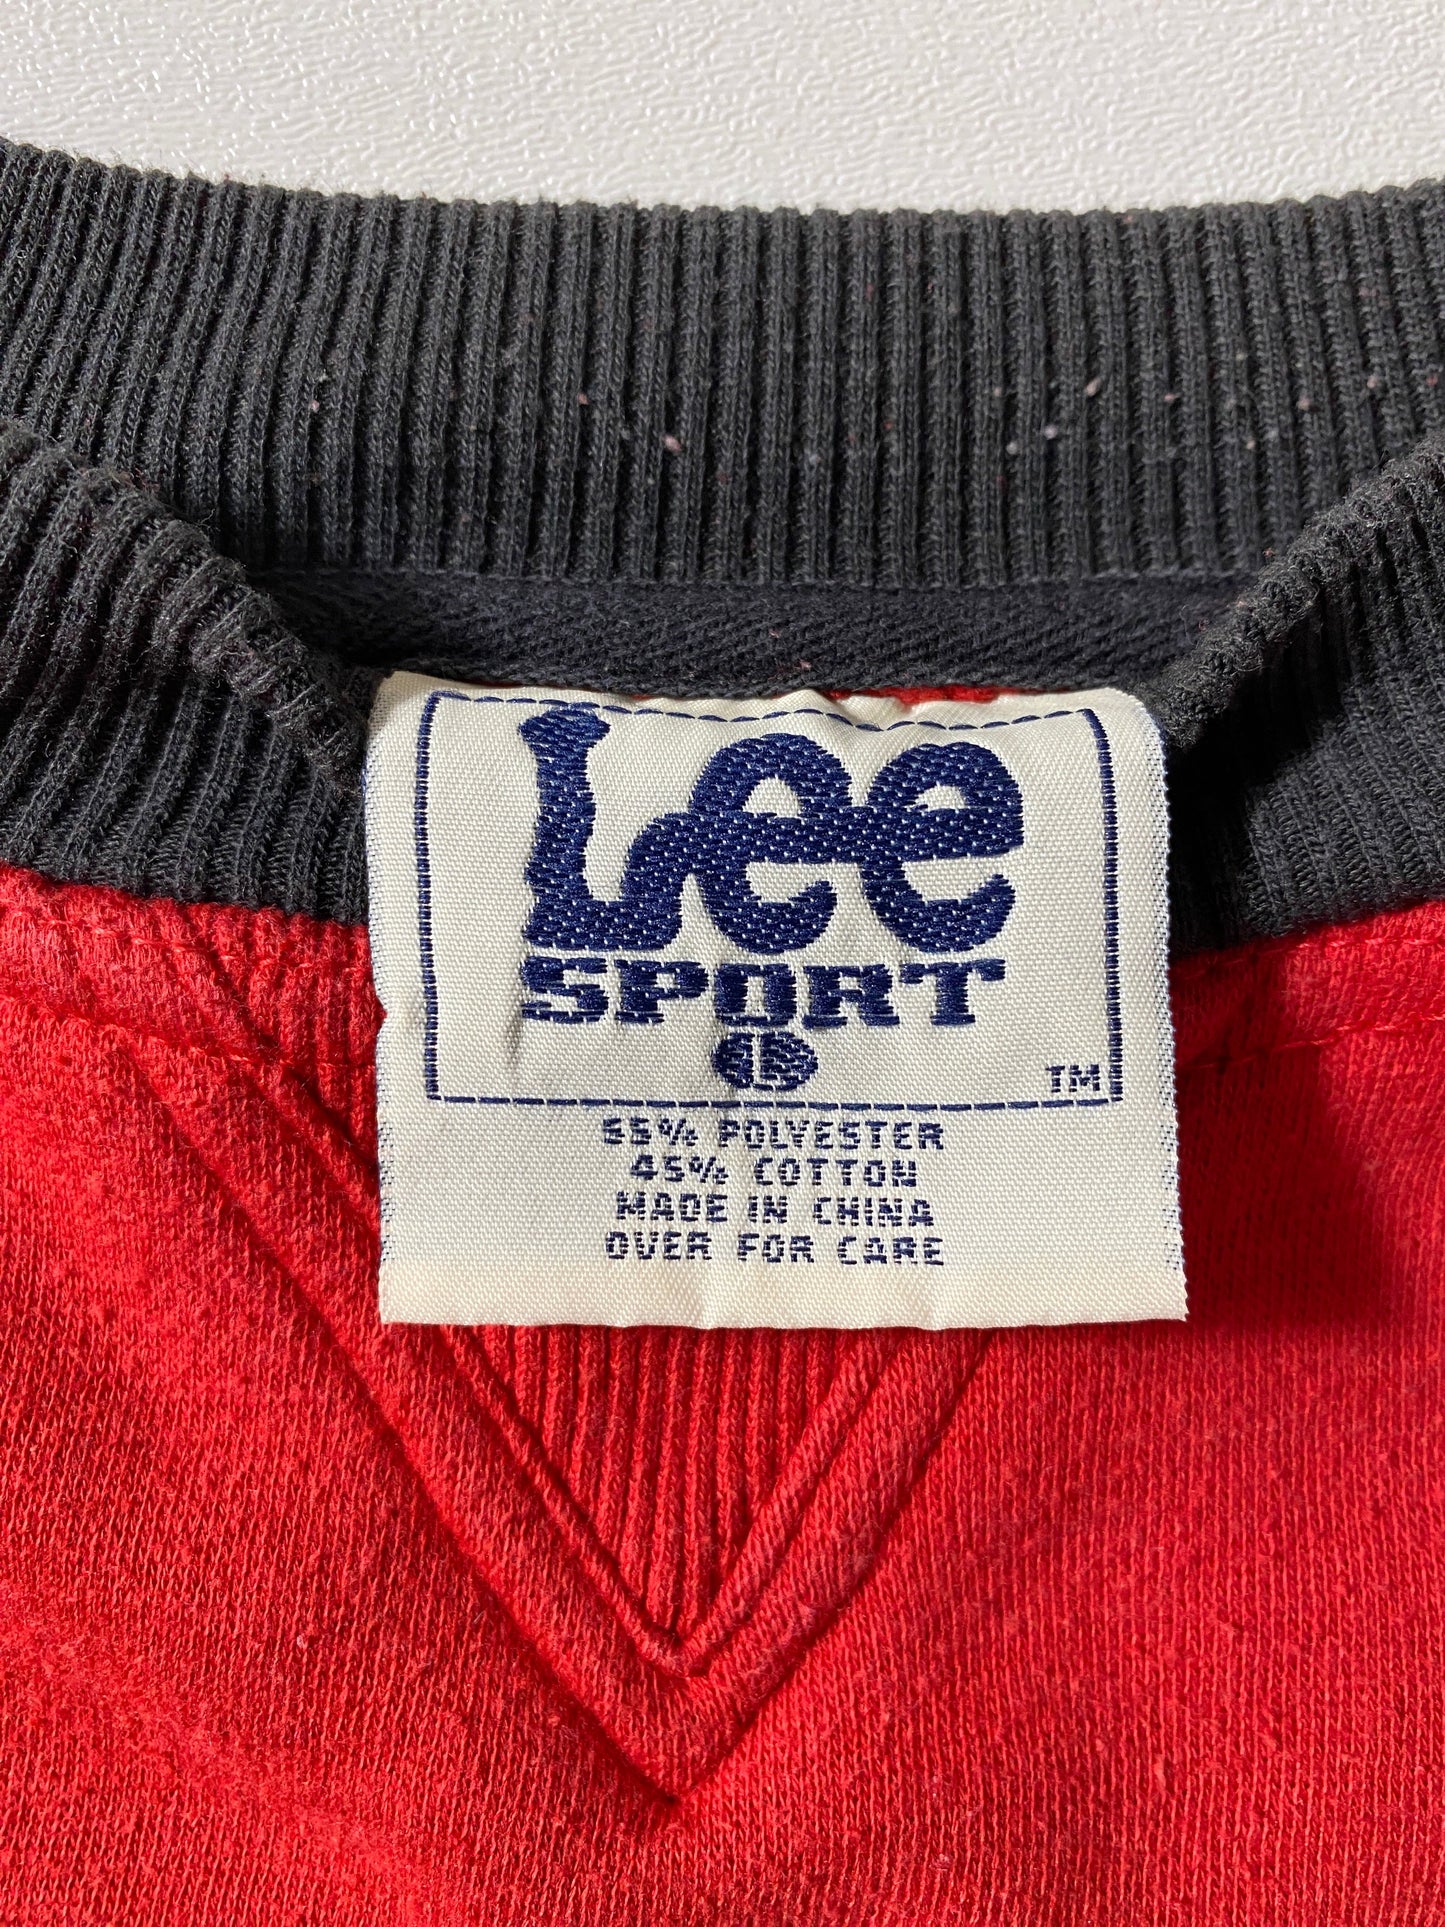 Lee
SPORT
L
TM
55% POLYESTER
45% COTTON
MADE IN CHINA
OVER FOR CARE